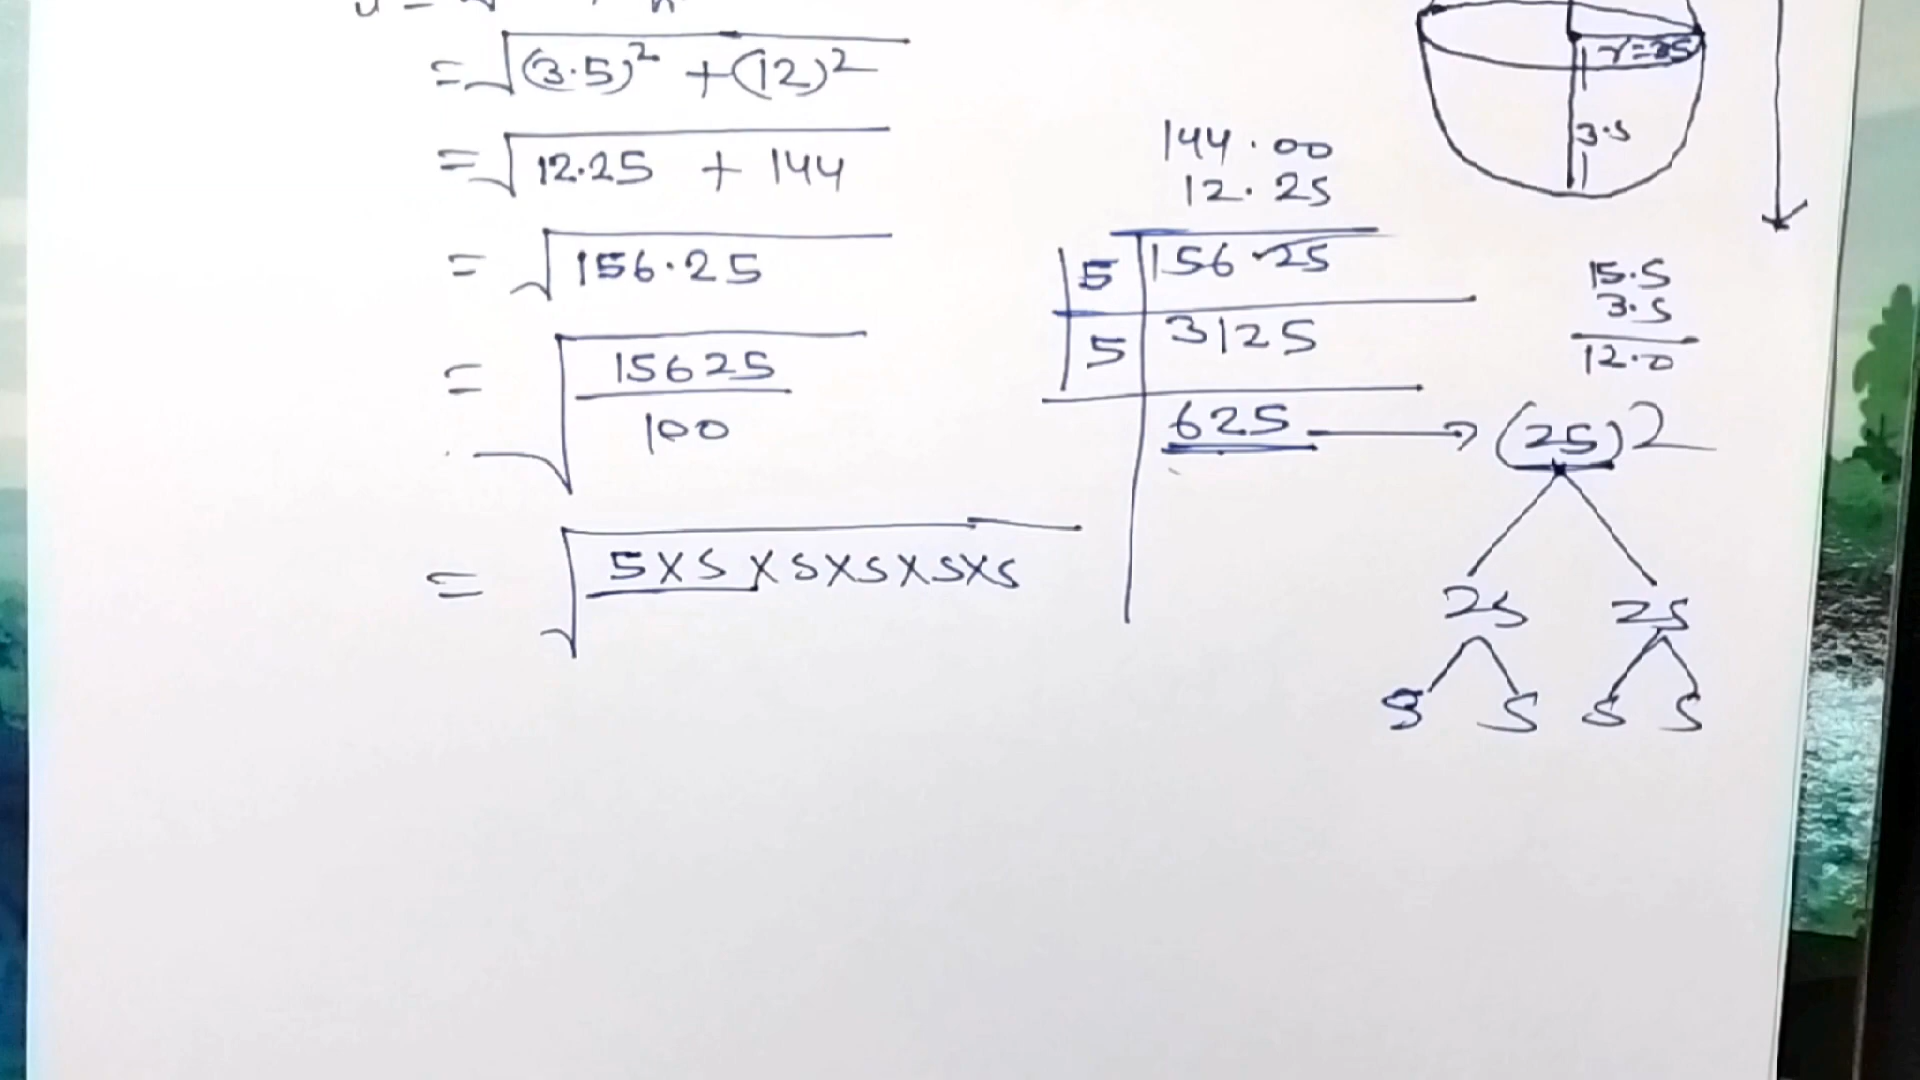 = √(3.5)² + (12)²
= √12.25 + 144
= √156.25
= √15625/100
= √5×5×5×5×5×5
144.00
12.25
5 156.25
5 3125
625 → (25)²
25 25
5 5 5 5
r=3.5
3.5
15.5
3.5
12.0